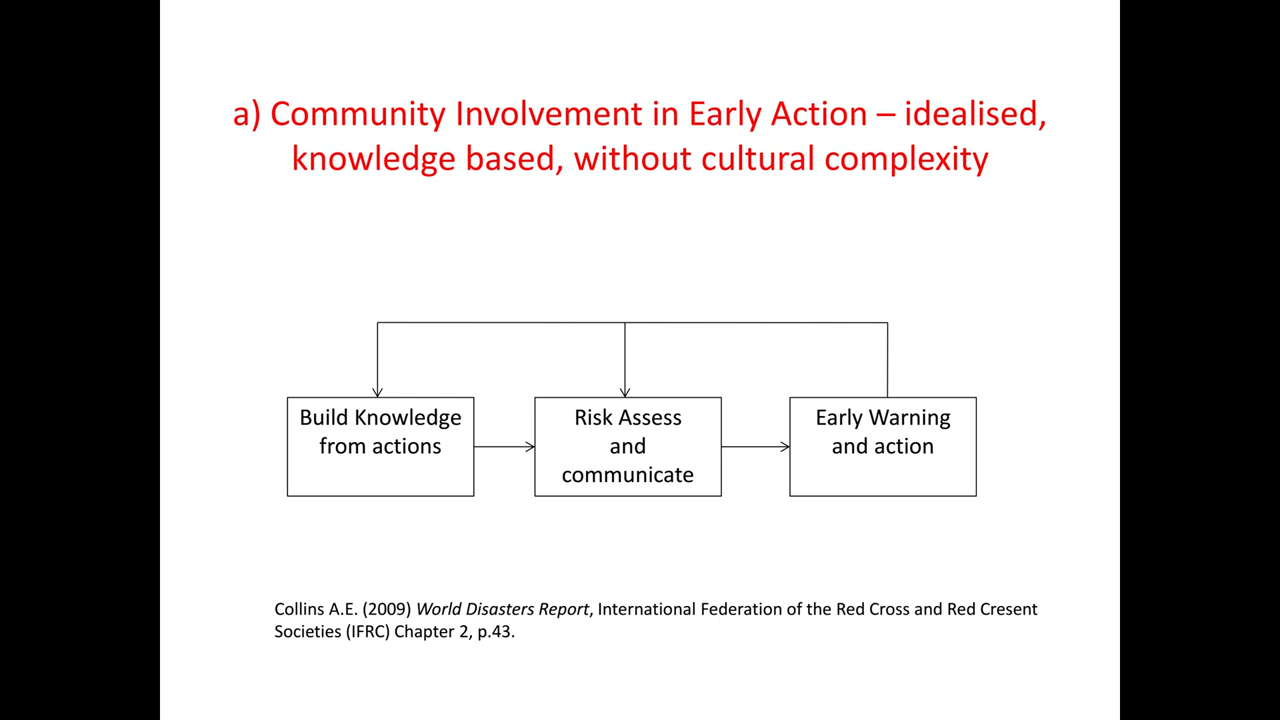 a) Community Involvement in Early Action – idealised,
knowledge based, without cultural complexity
Build Knowledge
from actions
Risk Assess
and
communicate
Early Warning
and action
Collins A.E. (2009) World Disasters Report, International Federation of the Red Cross and Red Cresent
Societies (IFRC) Chapter 2, p.43.